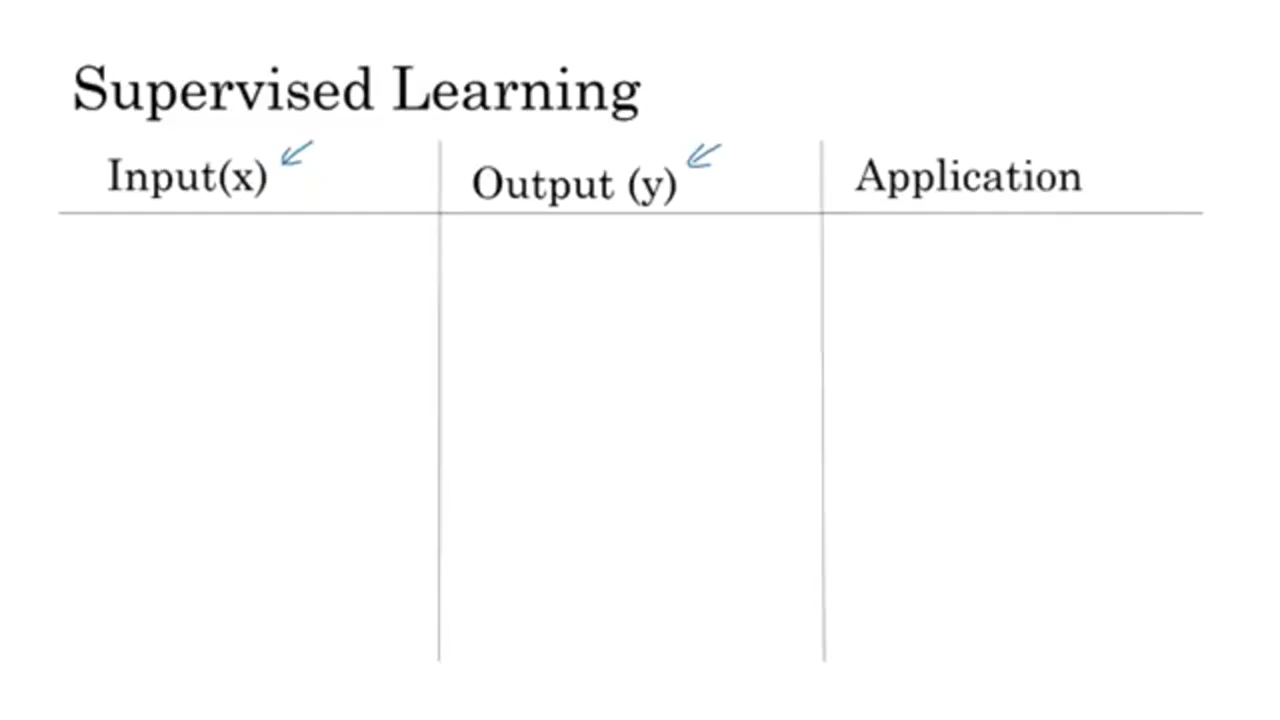 Supervised Learning
Input(x) Output (y) Application